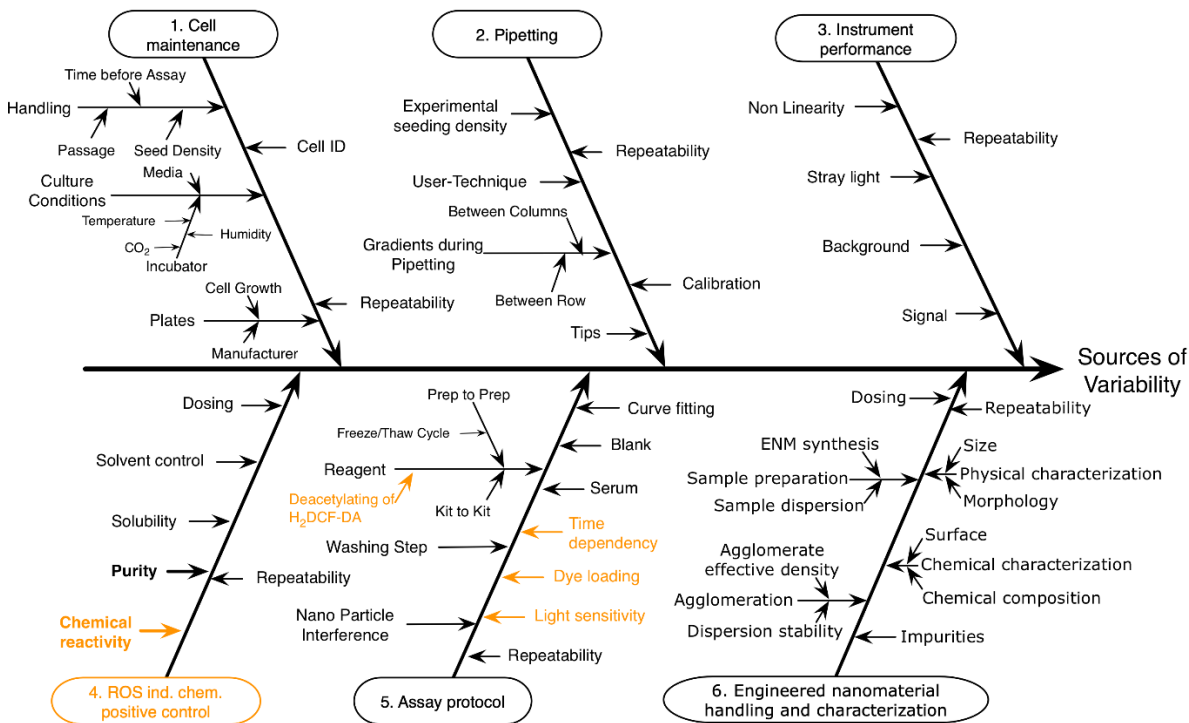 1. Cell
maintenance
Time before Assay
Handling
Passage
Seed Density
Cell ID
Media
Culture
Conditions
Temperature
Humidity
CO₂
Incubator
Cell Growth
Repeatability
Plates
Manufacturer
2. Pipetting
Experimental
seeding density
Repeatability
User-Technique
Between Columns
Gradients during
Pipetting
Between Row
Calibration
Tips
3. Instrument
performance
Non Linearity
Repeatability
Stray light
Background
Signal
Sources of
Variability
Dosing
Solvent control
Solubility
Purity
Repeatability
Chemical
reactivity
4. ROS ind. chem.
positive control
Prep to Prep
Curve fitting
Freeze/Thaw Cycle
Blank
Reagent
Serum
Deacetylating of
H₂DCF-DA
Kit to Kit
Time
dependency
Washing Step
Dye loading
Nano Particle
Interference
Light sensitivity
Repeatability
5. Assay protocol
Dosing
Repeatability
ENM synthesis
Size
Sample preparation
Physical characterization
Sample dispersion
Morphology
Surface
Agglomerate
effective density
Chemical characterization
Agglomeration
Chemical composition
Dispersion stability
Impurities
6. Engineered nanomaterial
handling and characterization